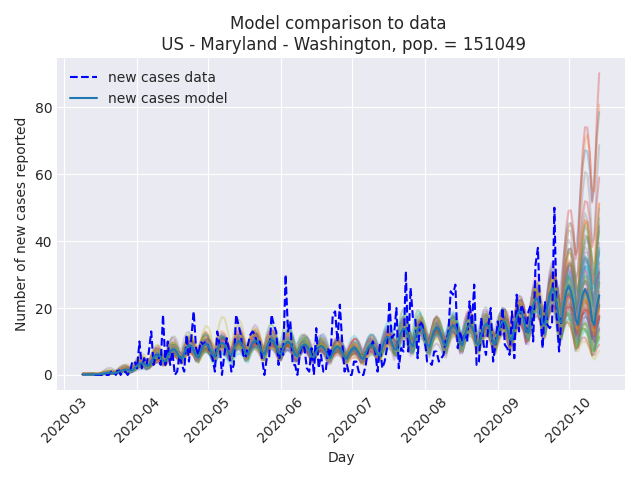 Model comparison to data
US - Maryland - Washington, pop. = 151049
new cases data
new cases model
Number of new cases reported
80
60
40
20
0
2020-03
2020-04
2020-05
2020-06
2020-07
2020-08
2020-09
2020-10
Day